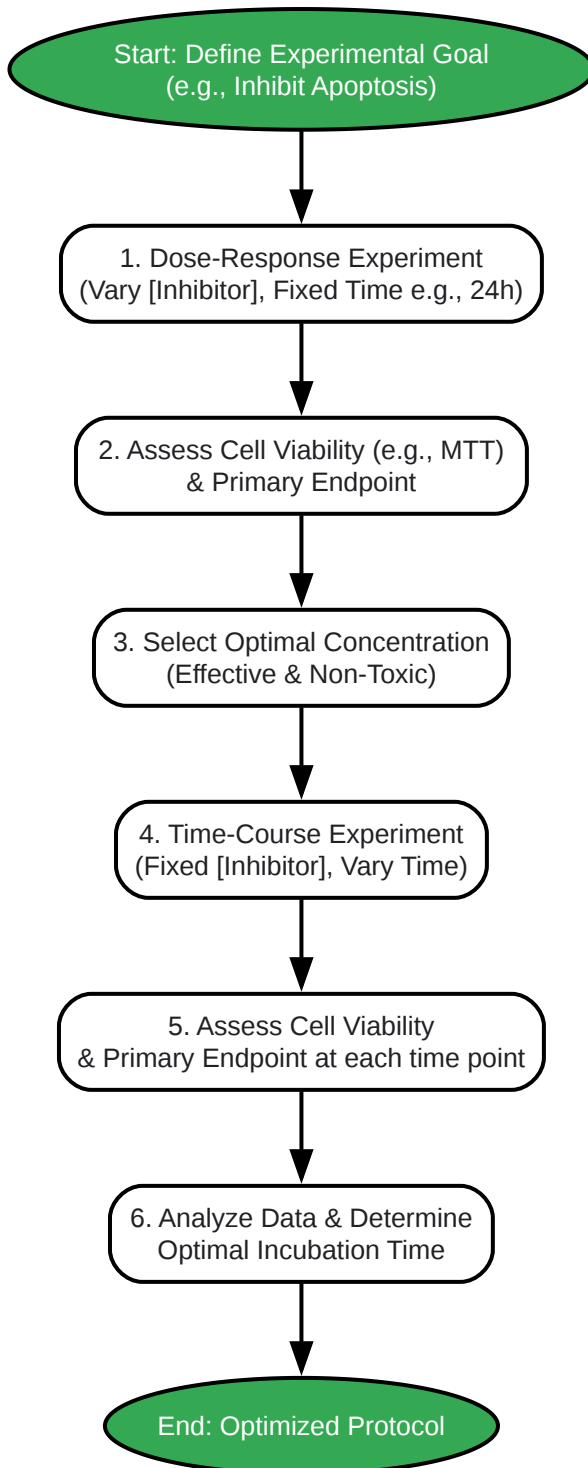 Start: Define Experimental Goal
(e.g., Inhibit Apoptosis)
1. Dose-Response Experiment
(Vary [Inhibitor], Fixed Time e.g., 24h)
2. Assess Cell Viability (e.g., MTT)
& Primary Endpoint
3. Select Optimal Concentration
(Effective & Non-Toxic)
4. Time-Course Experiment
(Fixed [Inhibitor], Vary Time)
5. Assess Cell Viability
& Primary Endpoint at each time point
6. Analyze Data & Determine
Optimal Incubation Time
End: Optimized Protocol